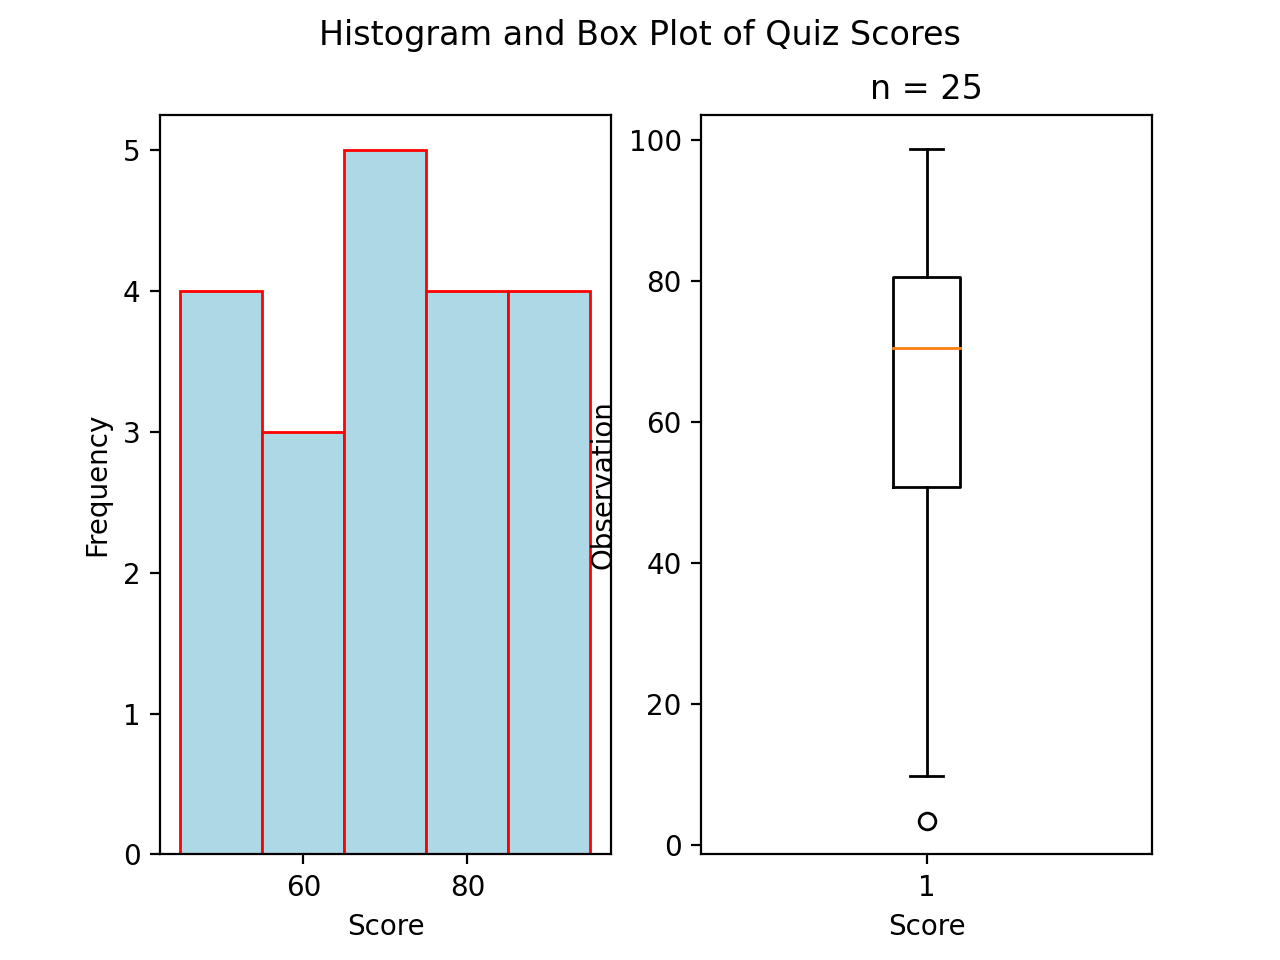 Histogram and Box Plot of Quiz Scores
5
4
3
2
1
0
Frequency
60 80
Score
n = 25
100
80
60
40
20
0
Observation
1
Score